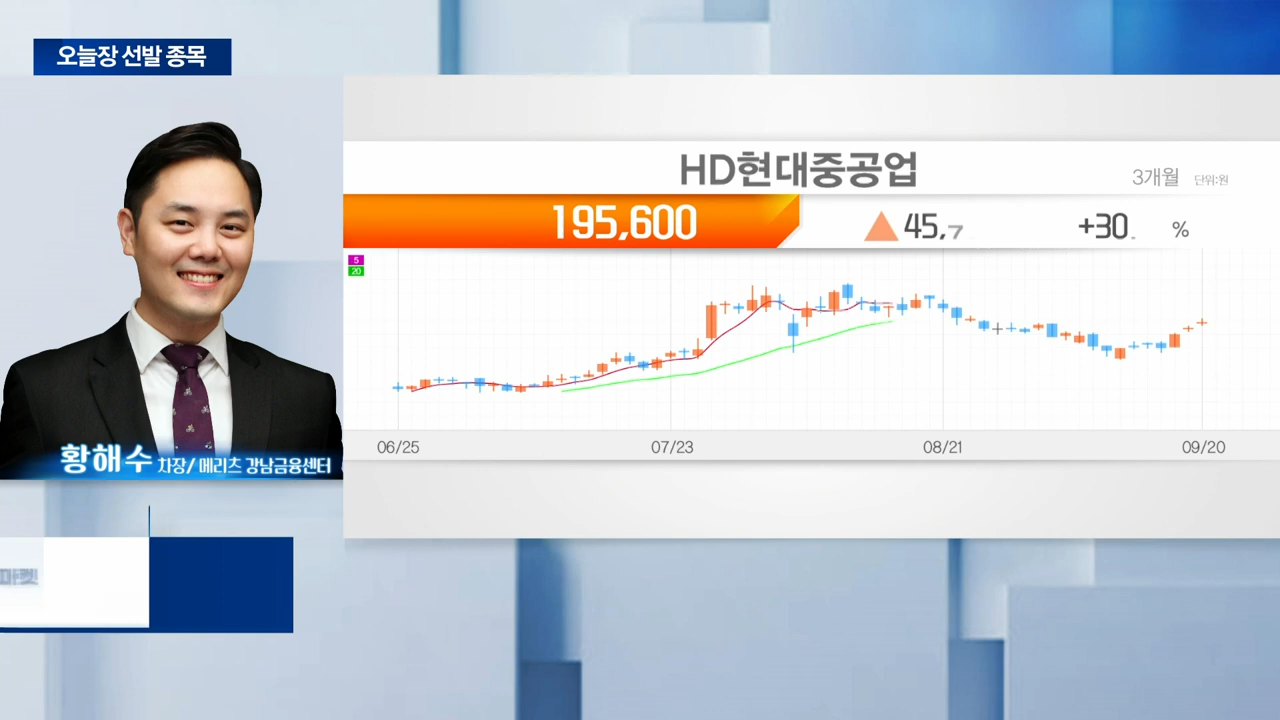 오늘장 선발 종목
HD현대중공업
3개월 단위:원
195,600
45,7
+30. %
5
20
06/25 07/23 08/21 09/20
황해수 차장/ 메리츠 강남금융센터
마켓